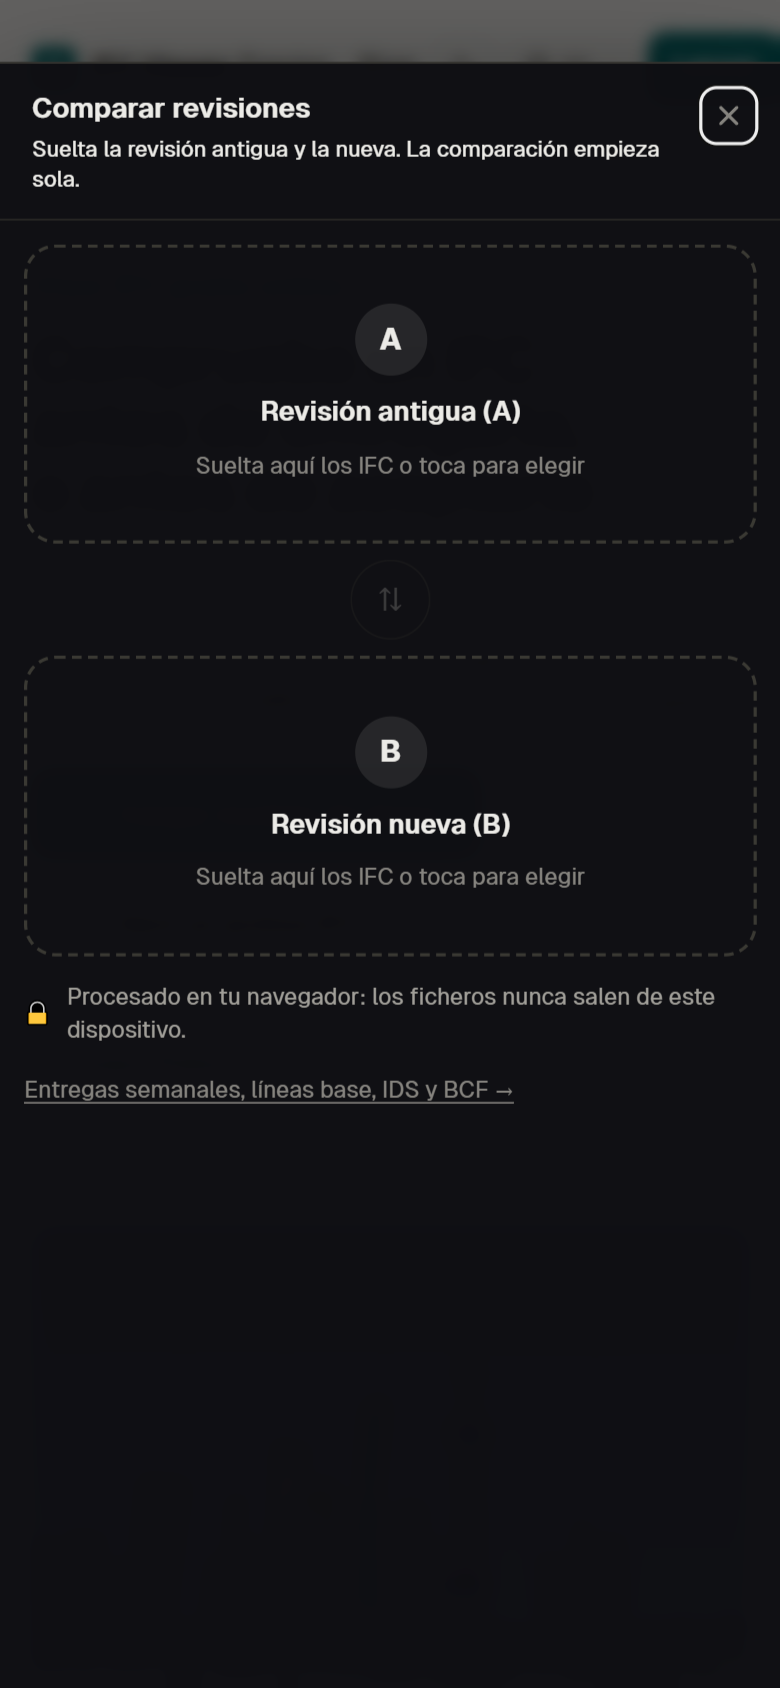 Comparar revisiones
Suelta la revisión antigua y la nueva. La comparación empieza
sola.
A
Revisión antigua (A)
Suelta aquí los IFC o toca para elegir
B
Revisión nueva (B)
Suelta aquí los IFC o toca para elegir
Procesado en tu navegador: los ficheros nunca salen de este
dispositivo.
Entregas semanales, líneas base, IDS y BCF →